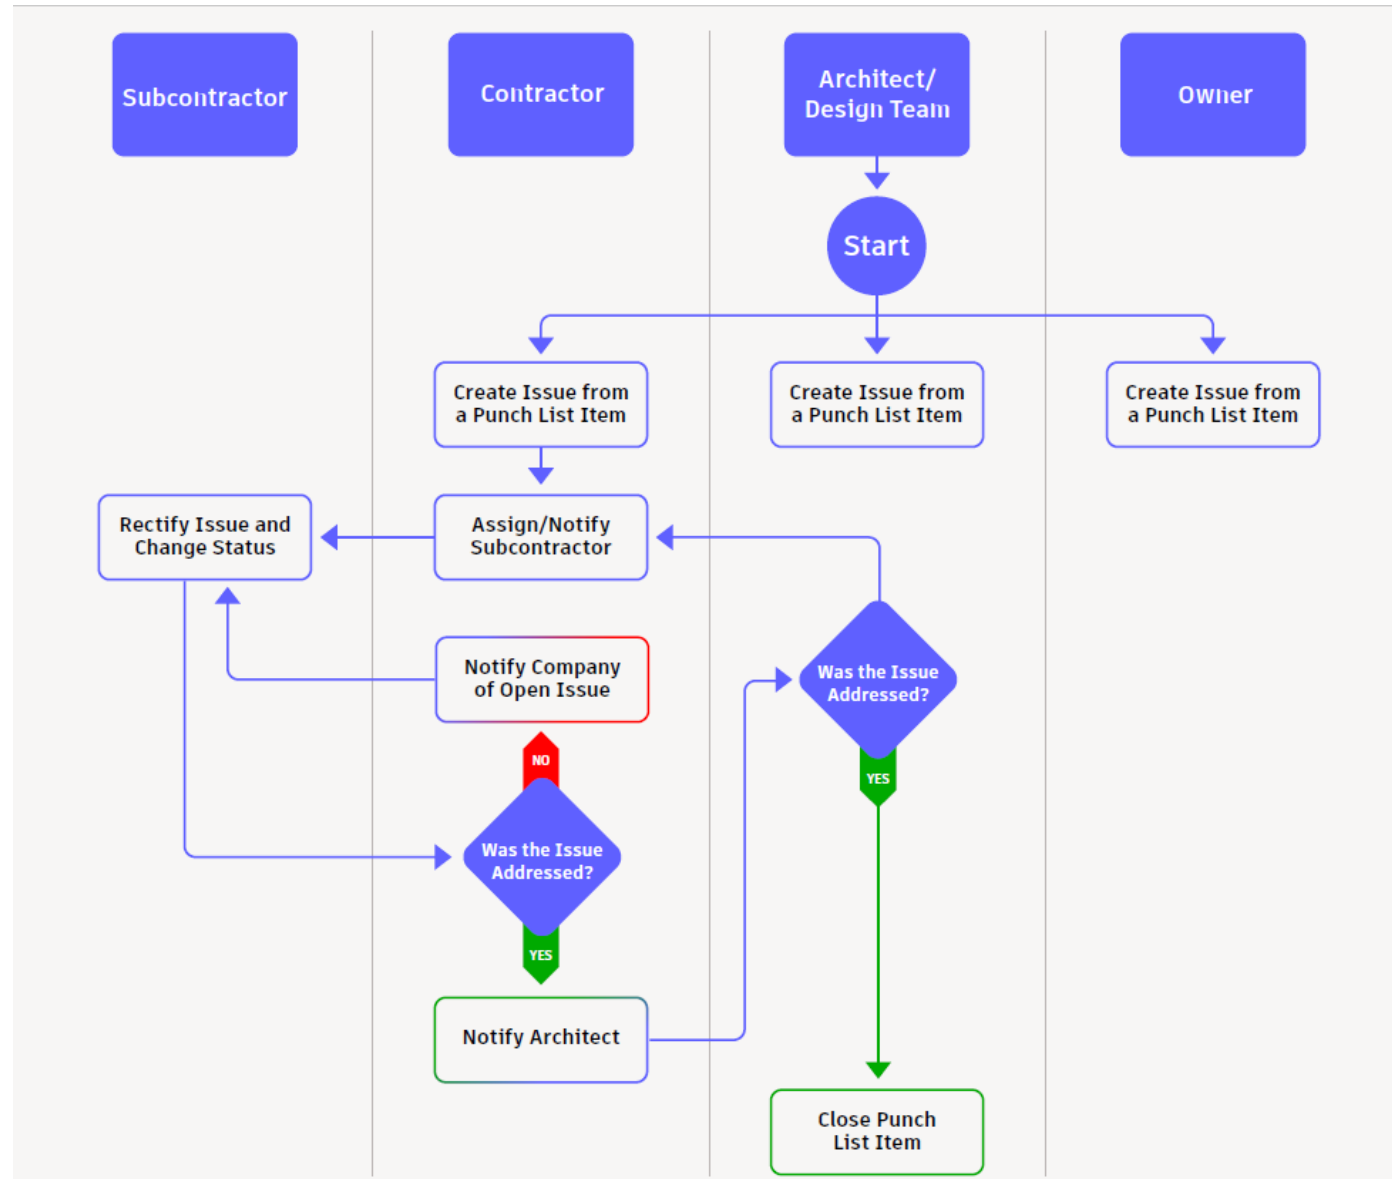 Subcontractor
Contractor
Architect/
Design Team
Owner
Start
Create Issue from
a Punch List Item
Create Issue from
a Punch List Item
Create Issue from
a Punch List Item
Rectify Issue and
Change Status
Assign/Notify
Subcontractor
Notify Company
of Open Issue
Was the Issue
Addressed?
NO
YES
Was the Issue
Addressed?
YES
Notify Architect
Close Punch
List Item